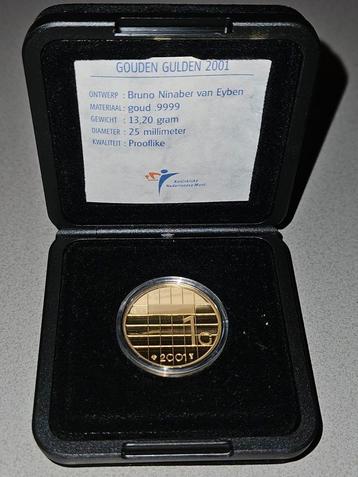 GOUDEN GULDEN 2001
ONTWERP : Bruno Ninaber van Eyben
MATERIAAL : goud .9999
GEWICHT : 13,20 gram
DIAMETER : 25 millimeter
KWALITEIT : Prooflike
Koninklijke
Nederlandse Munt
1G
2001